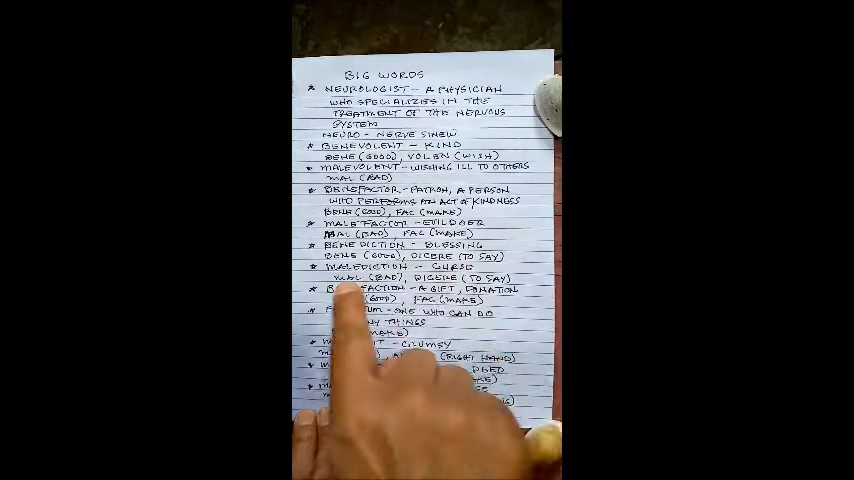 BIG WORDS
* NEUROLOGIST - A PHYSICIAN
WHO SPECIALIZES IN THE
TREATMENT OF THE NERVOUS
SYSTEM
NEURO - NERVE SINEW
* BENEVOLENT - KIND
BENE (GOOD), VOLEN (WISH)
* MALEVOLENT - WISHING ILL TO OTHERS
MAL (BAD)
* BENEFACTOR - PATRON, A PERSON
WHO PERFORMS AN ACT OF KINDNESS
BENE (GOOD), FAC (MAKE)
* MALEFACTOR - EVILDOER
MAL (BAD), FAC (MAKE)
* BENEDICTION - BLESSING
BENE (GOOD), DICERE (TO SAY)
* MALEDICTION - CURSE
MAL (BAD), DICERE (TO SAY)
* FACTION - A GIFT, DONATION
(GOOD), FAC (MAKE)
* - ONE WHO CAN DO
THINGS
MAKE)
* - CLUMSY
(RIGHT HAND)
*
*